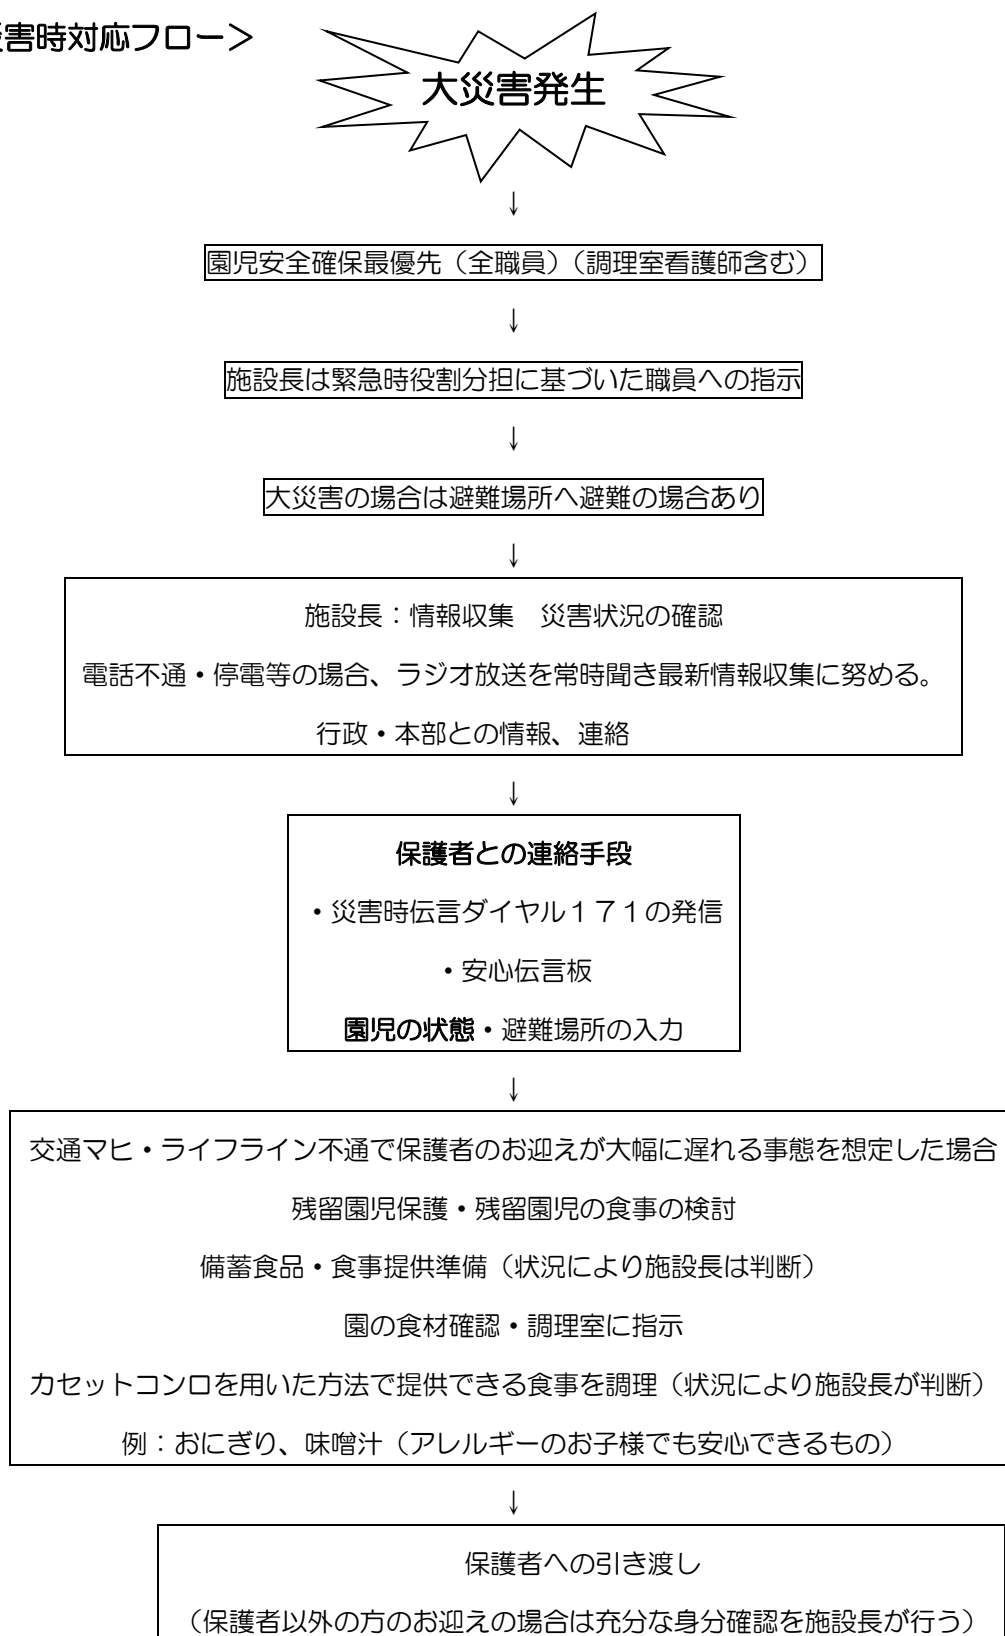 害時対応フロー＞
大災害発生
↓
園児安全確保最優先（全職員）（調理室看護師含む）
↓
施設長は緊急時役割分担に基づいた職員への指示
↓
大災害の場合は避難場所へ避難の場合あり
↓
施設長：情報収集　災害状況の確認
電話不通・停電等の場合、ラジオ放送を常時聞き最新情報収集に努める。
行政・本部との情報、連絡
↓
保護者との連絡手段
・災害時伝言ダイヤル１７１の発信
・安心伝言板
園児の状態・避難場所の入力
↓
交通マヒ・ライフライン不通で保護者のお迎えが大幅に遅れる事態を想定した場合
残留園児保護・残留園児の食事の検討
備蓄食品・食事提供準備（状況により施設長は判断）
園の食材確認・調理室に指示
カセットコンロを用いた方法で提供できる食事を調理（状況により施設長が判断）
例：おにぎり、味噌汁（アレルギーのお子様でも安心できるもの）
↓
保護者への引き渡し
（保護者以外の方のお迎えの場合は充分な身分確認を施設長が行う）